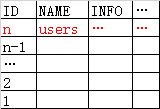 ID NAME INFO …
n users … …
n-1
…
2
1